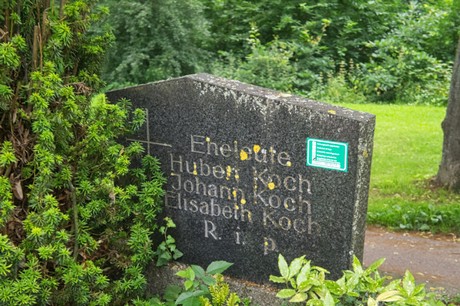 Eheleute
Hubert Koch
Johann Koch
Elisabeth Koch
R. i. p.